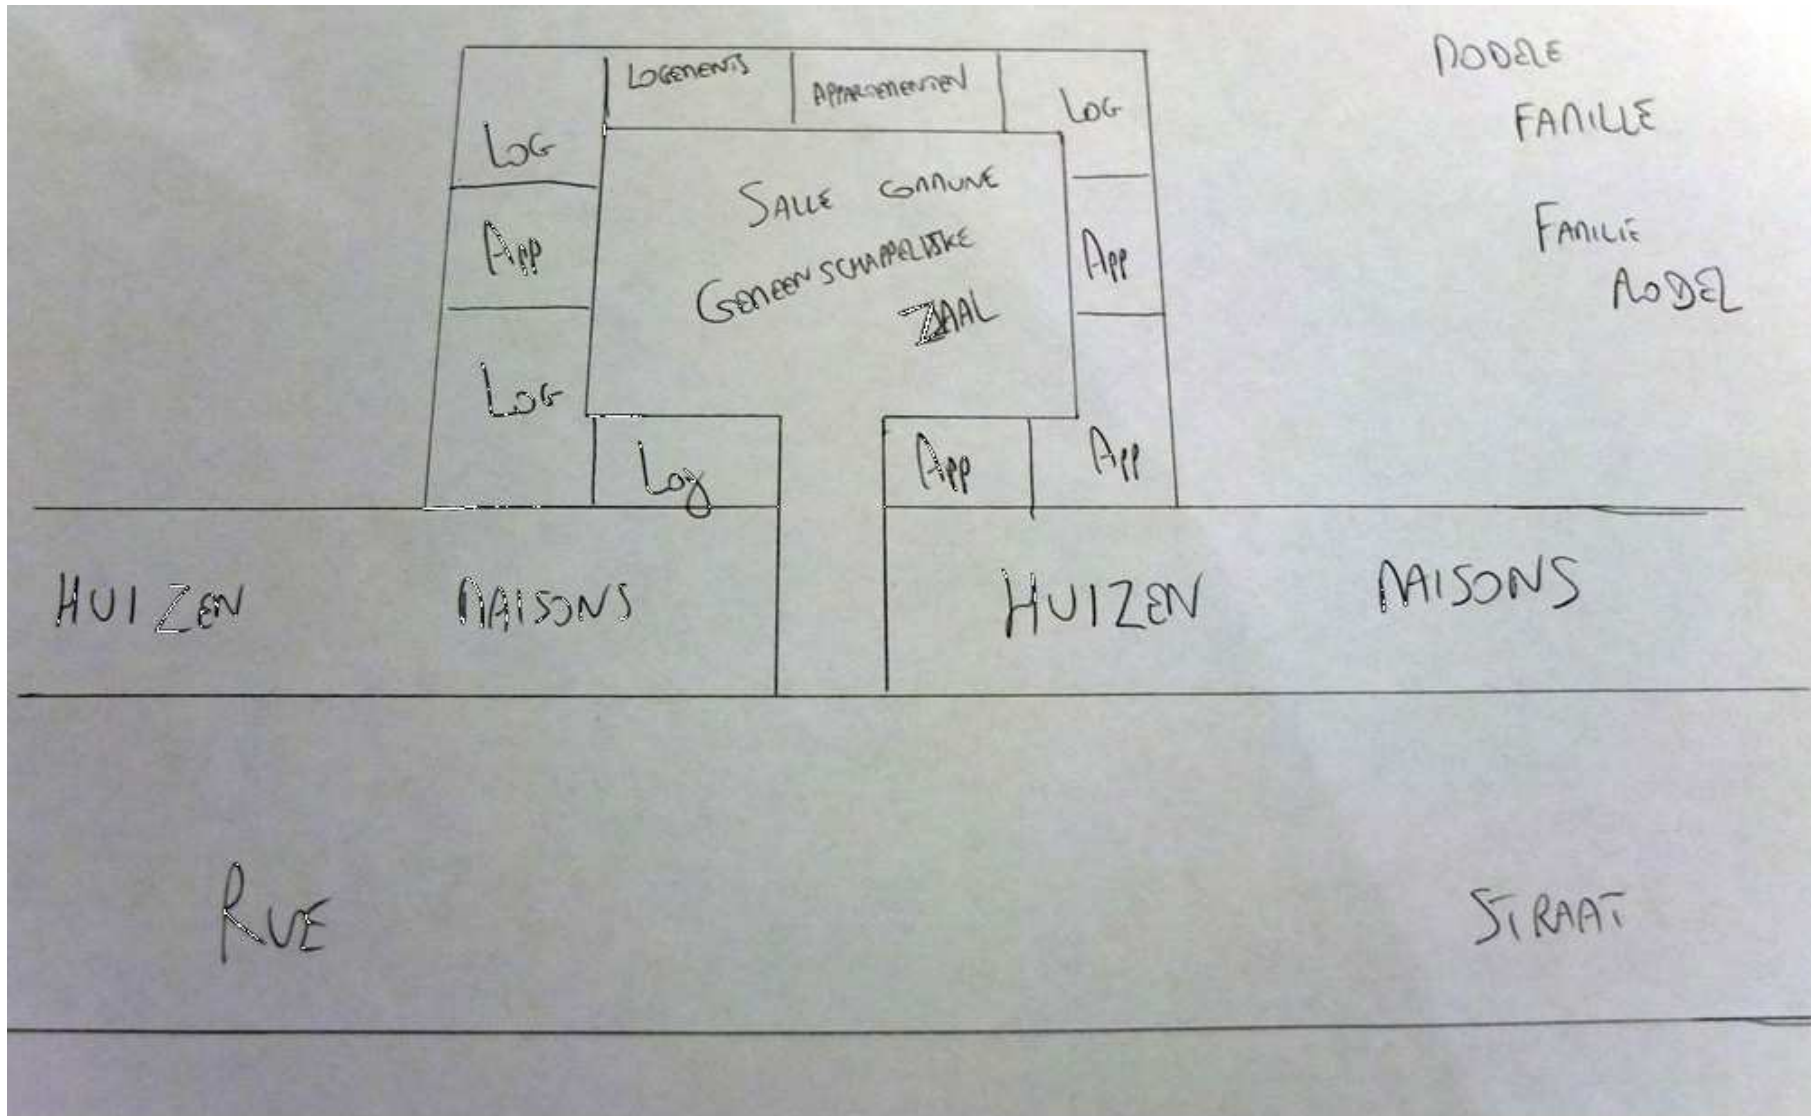 MODELE
FAMILLE
FAMILIE
MODEL
LOGEMENTS
APPARTEMENTEN
LOG
LOG
SALLE COMMUNE
GEMEENSCHAPPELIJKE
ZAAL
App
App
LOG
Log
App
App
HUIZEN MAISONS
HUIZEN MAISONS
RUE
STRAAT